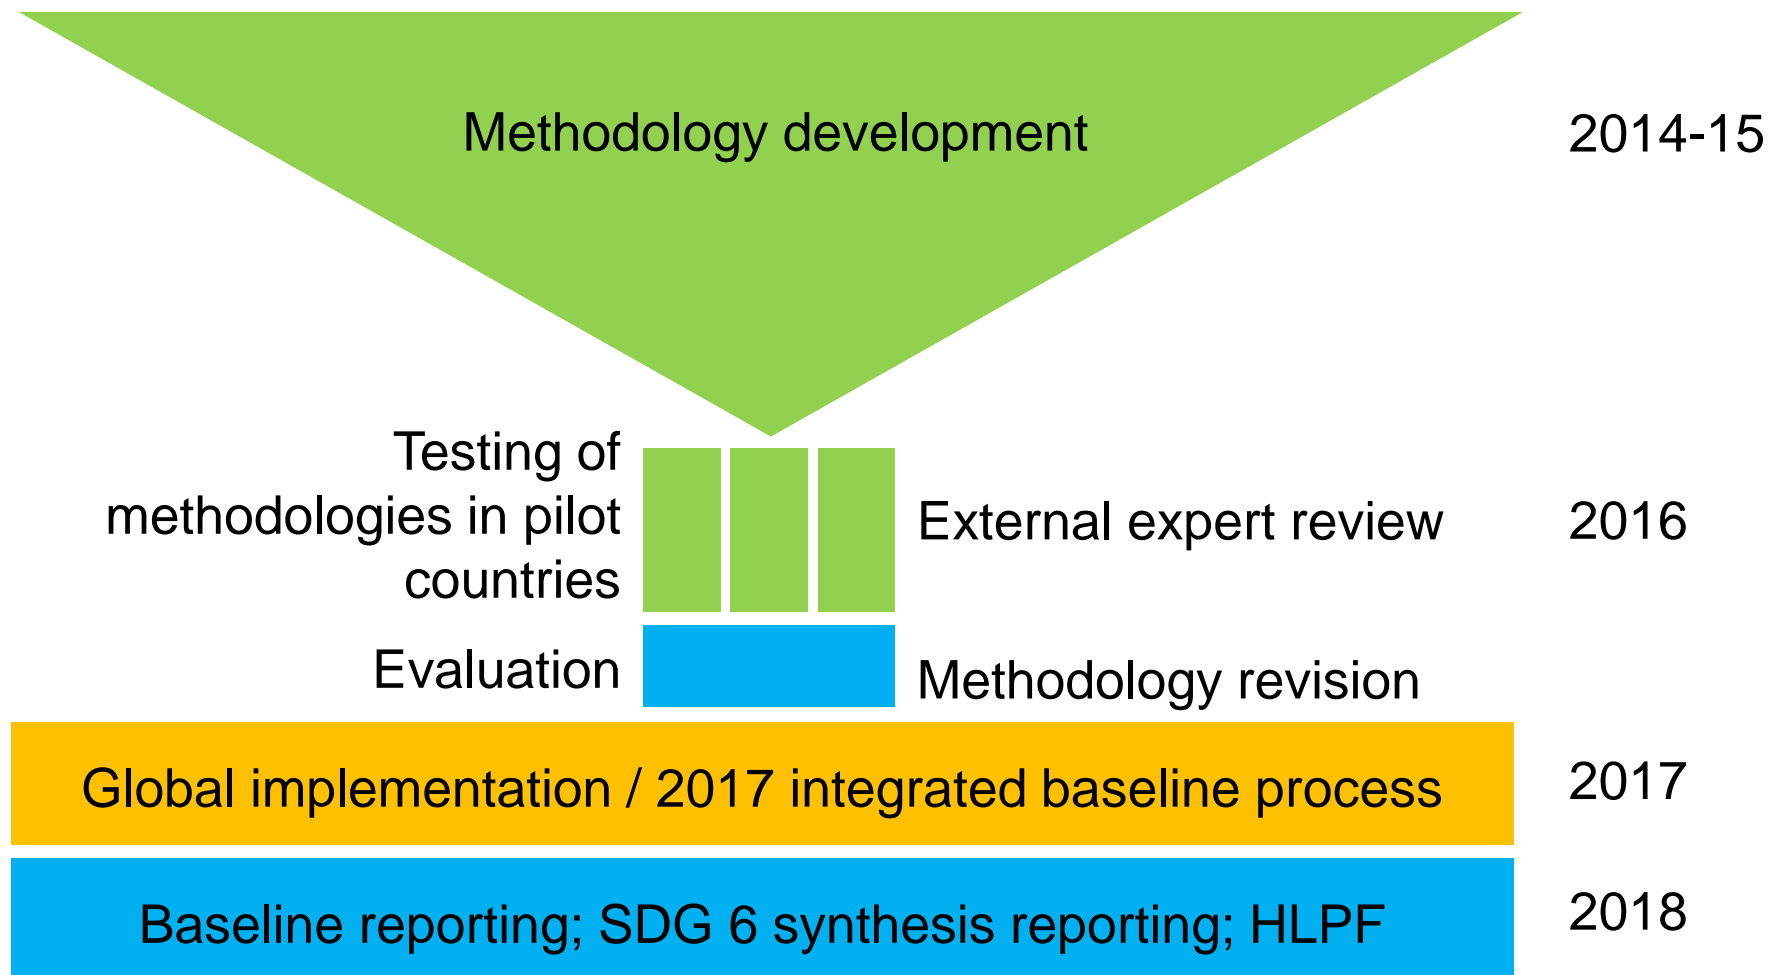 Methodology development
2014-15
Testing of
methodologies in pilot
countries
External expert review
2016
Evaluation
Methodology revision
Global implementation / 2017 integrated baseline process
2017
Baseline reporting; SDG 6 synthesis reporting; HLPF
2018